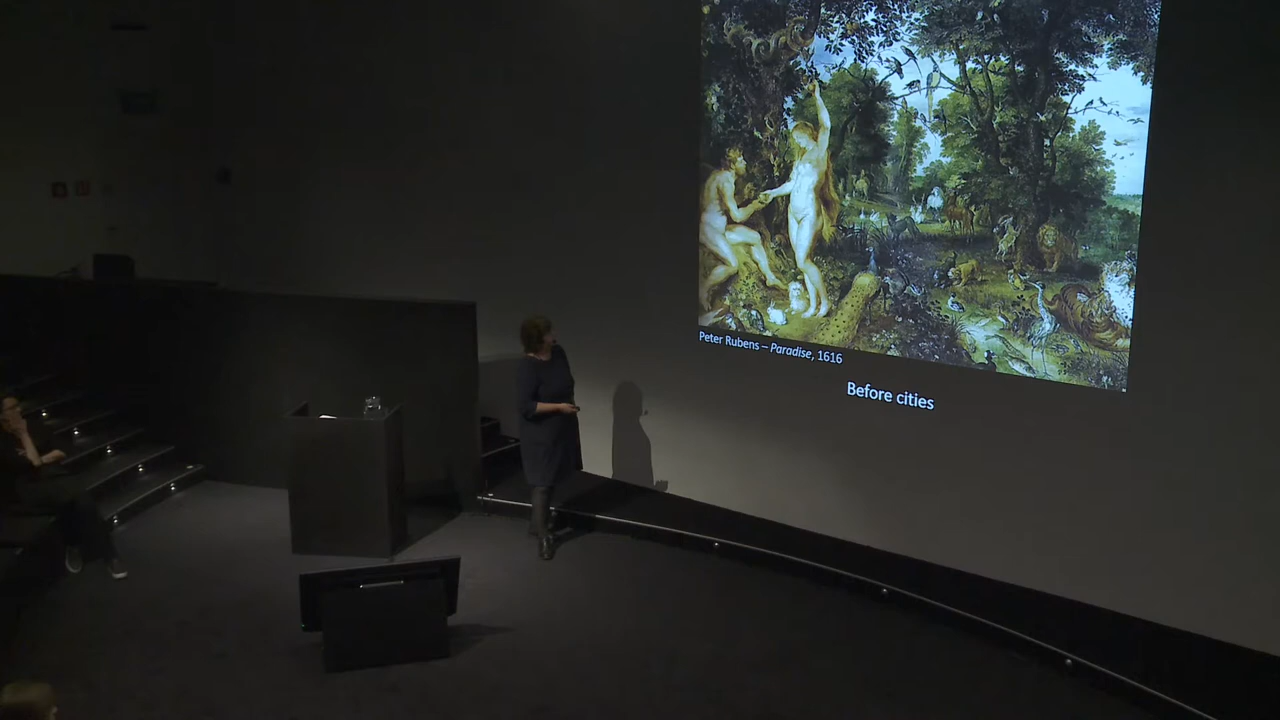 Peter Rubens – Paradise, 1616
Before cities